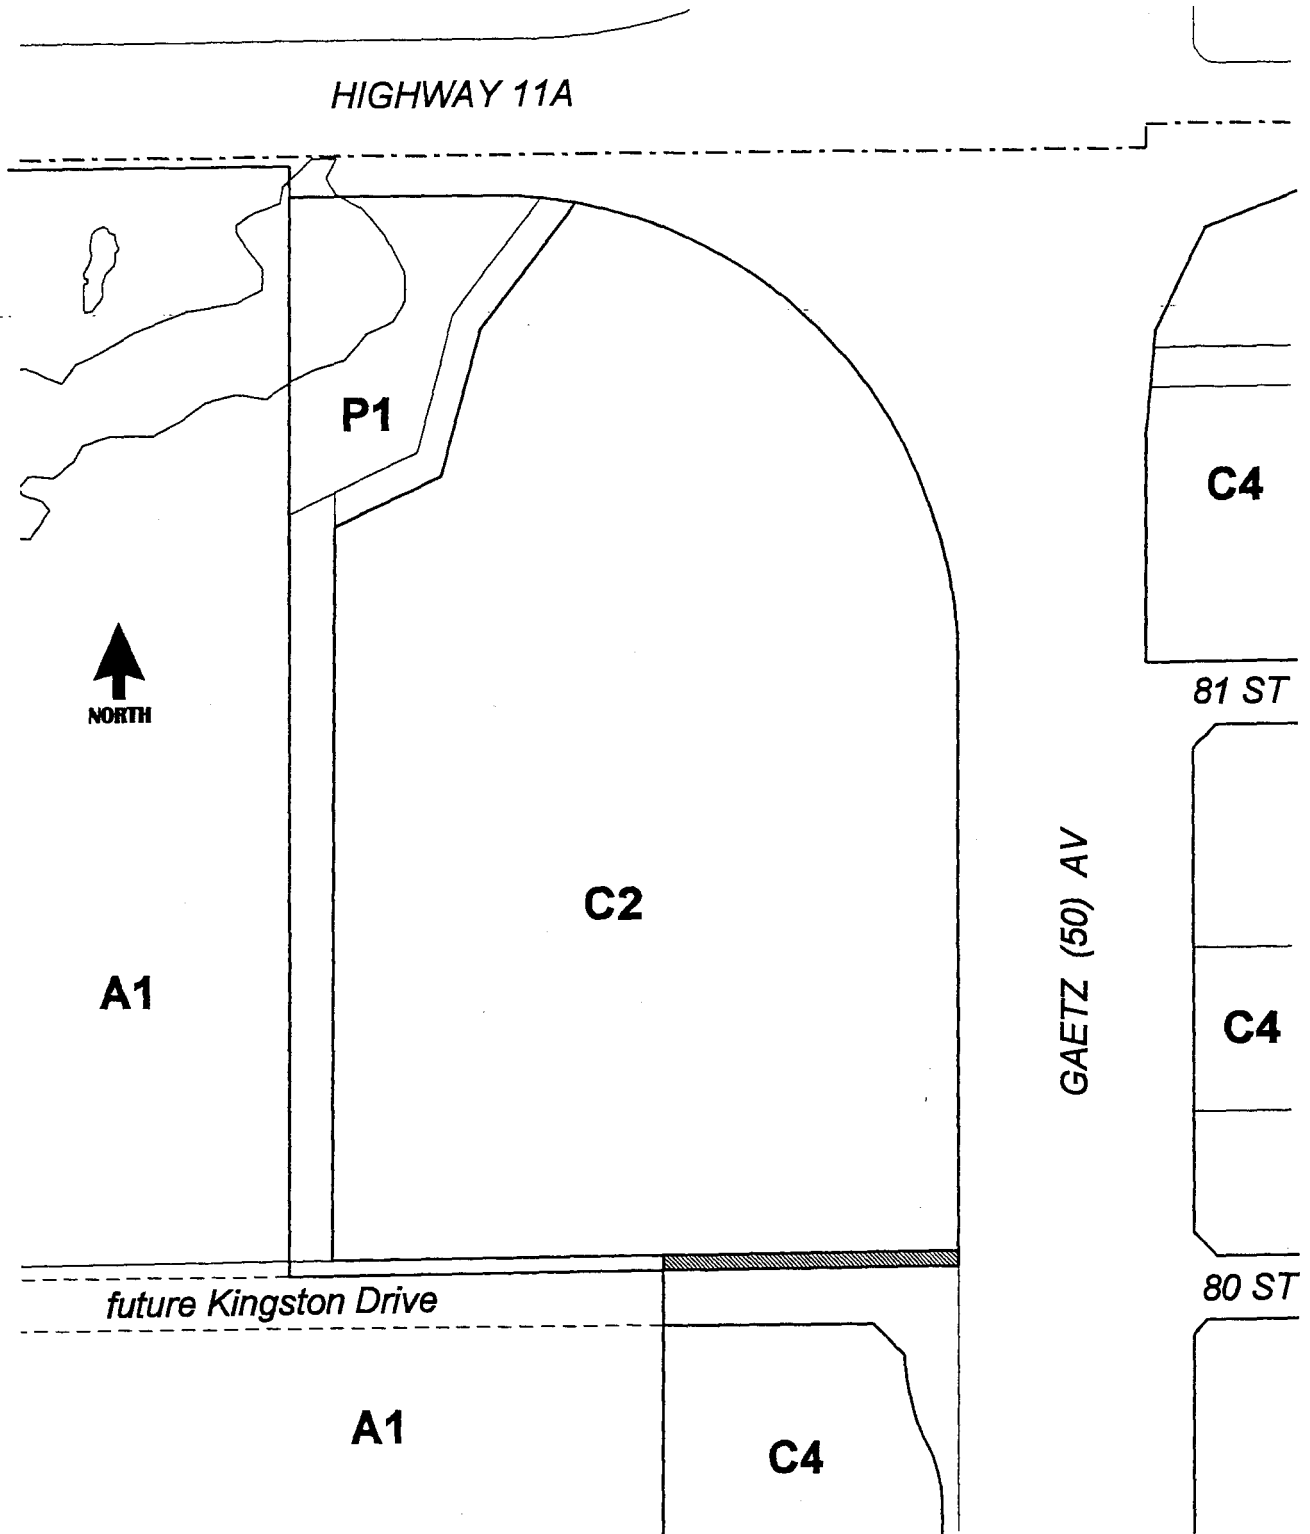 HIGHWAY 11A
P1
C4
81 ST
NORTH
GAETZ (50) AV
C2
A1
C4
80 ST
future Kingston Drive
A1
C4